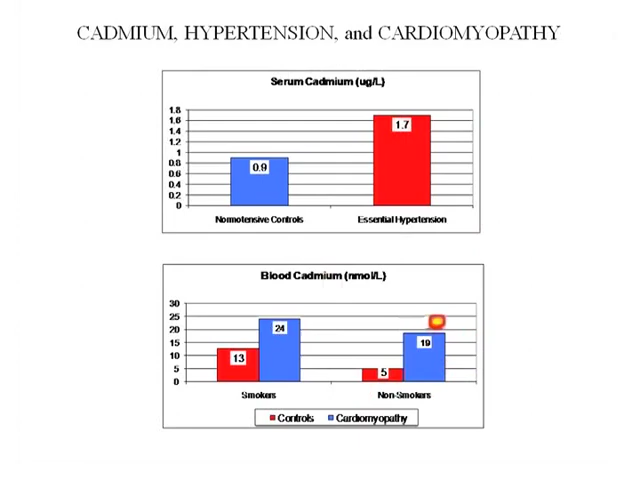 CADMIUM, HYPERTENSION, and CARDIOMYOPATHY
Serum Cadmium (ug/L)
1.8
1.6
1.4
1.2
1
0.8
0.6
0.4
0.2
0
0.9
1.7
Normotensive Controls
Essential Hypertension
Blood Cadmium (nmol/L)
30
25
20
15
10
5
0
13
24
5
19
Smokers
Non-Smokers
Controls
Cardiomyopathy